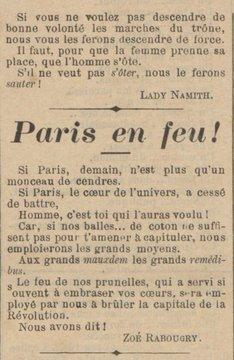 Si vous ne voulez pas descendre de
bonne volonté les marches du trône,
nous vous les ferons descendre de force.
Il faut, pour que la femme prenne sa
place, que l'homme s'ôte.
S'il ne veut pas s'ôter, nous le ferons
sauter !
LADY NAMITH.
Paris en feu !
Si Paris, demain, n'est plus qu'un
monceau de cendres.
Si Paris, le cœur de l'univers, a cessé
de battre,
Homme, c'est toi qui l'auras voulu !
Car, si nos balles... de coton ne suffi-
sent pas pour t'amener à capituler, nous
emploierons les grands moyens.
Aux grands mauxdem les grands remédi-
bus.
Le feu de nos prunelles, qui a servi si
souvent à embraser vos cœurs, sera em-
ployé par nous à brûler la capitale de la
Révolution.
Nous avons dit !
ZOÉ RABOUGRY.